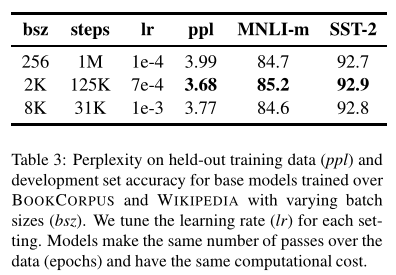 bsz steps lr ppl MNLI-m SST-2
256 1M 1e-4 3.99 84.7 92.7
2K 125K 7e-4 3.68 85.2 92.9
8K 31K 1e-3 3.77 84.6 92.8
Table 3: Perplexity on held-out training data (ppl) and
development set accuracy for base models trained over
BOOKCORPUS and WIKIPEDIA with varying batch
sizes (bsz). We tune the learning rate (lr) for each set-
ting. Models make the same number of passes over the
data (epochs) and have the same computational cost.